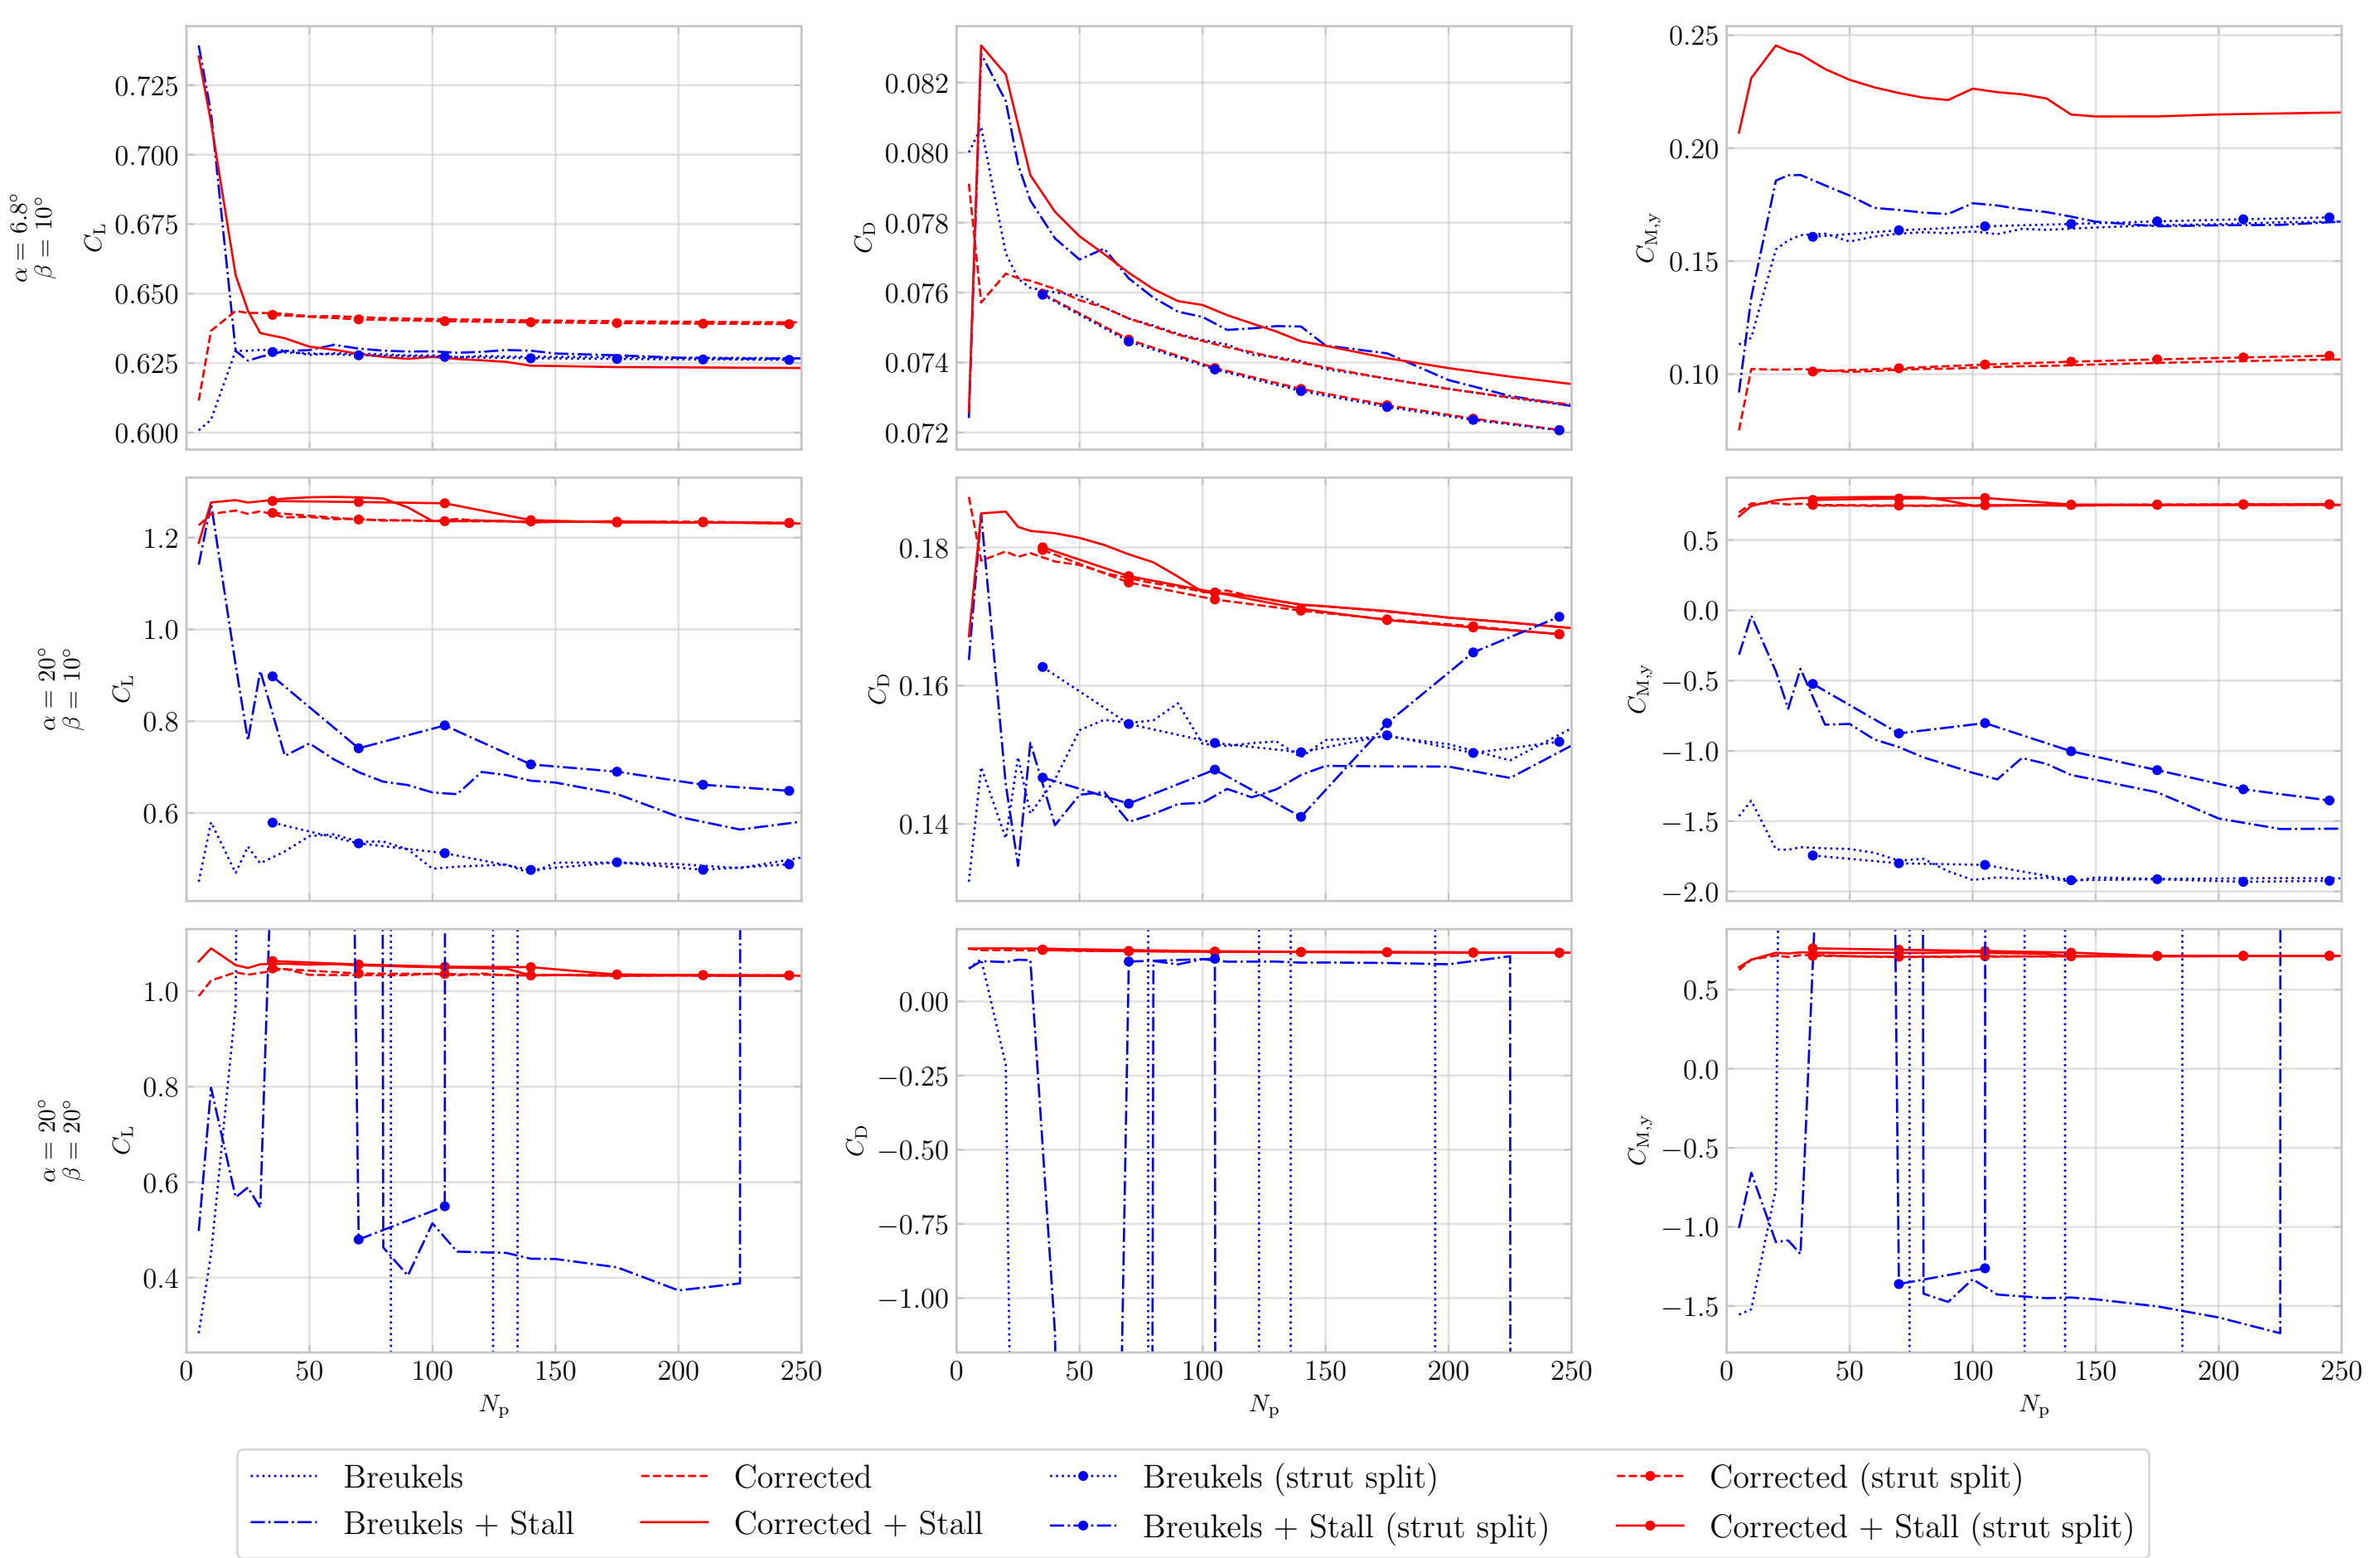 α = 6.8°
β = 10°
C_L
0.725
0.700
0.675
0.650
0.625
0.600
C_D
0.082
0.080
0.078
0.076
0.074
0.072
C_M,y
0.25
0.20
0.15
0.10
α = 20°
β = 10°
C_L
1.2
1.0
0.8
0.6
C_D
0.18
0.16
0.14
C_M,y
0.5
0.0
−0.5
−1.0
−1.5
−2.0
α = 20°
β = 20°
C_L
1.0
0.8
0.6
0.4
0 50 100 150 200 250
N_p
C_D
0.00
−0.25
−0.50
−0.75
−1.00
0 50 100 150 200 250
N_p
C_M,y
0.5
0.0
−0.5
−1.0
−1.5
0 50 100 150 200 250
N_p
Breukels
Breukels + Stall
Corrected
Corrected + Stall
Breukels (strut split)
Breukels + Stall (strut split)
Corrected (strut split)
Corrected + Stall (strut split)